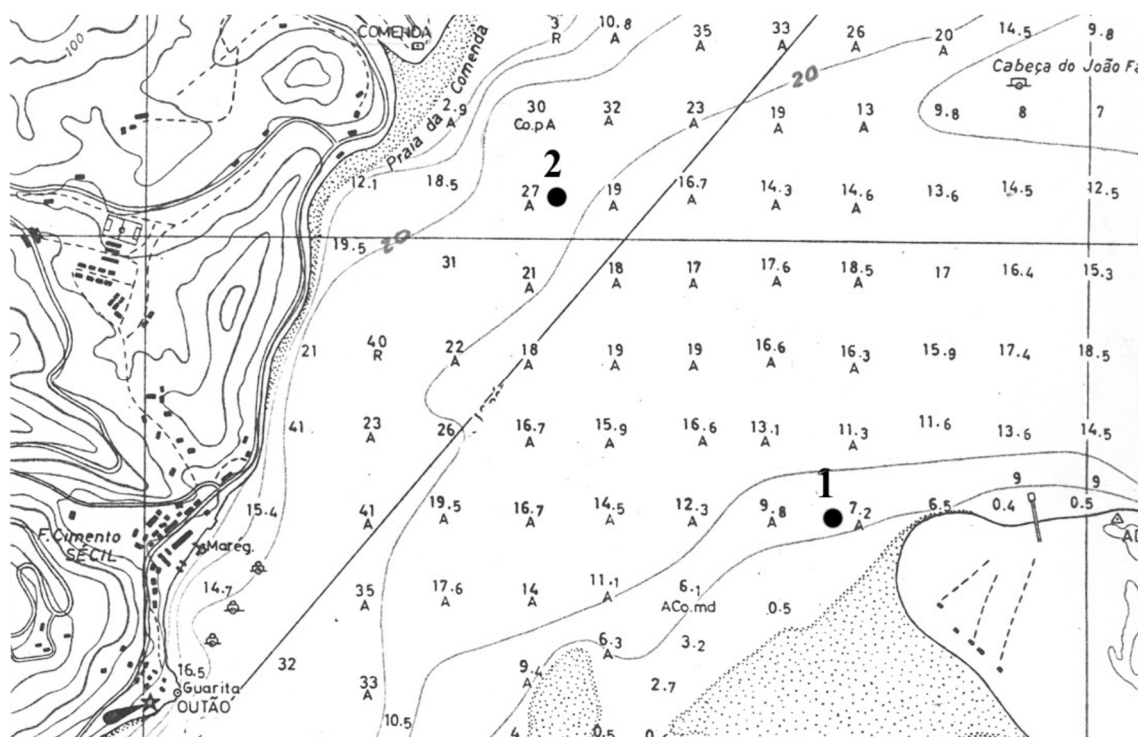 100
COMENDA
3 10.8 35 33 26 20 14.5 9.8
R A A A A A
Cabeça do João Fa
20
2.9 30 32 23 19 13 9.8 8 7
A Co.p A A A A A
Praia da Comenda
2
12.1 18.5 27 19 16.7 14.3 14.6 13.6 14.5 12.5
A A A A A
19.5 20
31 21 18 17 17.6 18.5 17 16.4 15.3
A A A A A
21 40 22 18 19 19 16.6 16.3 15.9 17.4 18.5
R A A A A A A
41 23 26 16.7 15.9 16.6 13.1 11.3 11.6 13.6 14.5
A A A A A A
1
9 9
15.4 41 19.5 16.7 14.5 12.3 9.8 7.2 6.5 0.4 0.5
A A A A A A A
F. Cimento
SECIL
Mareg.
AD
14.7 35 17.6 14 11.1 6.1 0.5
A A A A ACo.md
6.3 3.2
A
16.5 32 33 9.4 2.7
A A
Guarita
OUTÃO
10.5 4 0.5 0